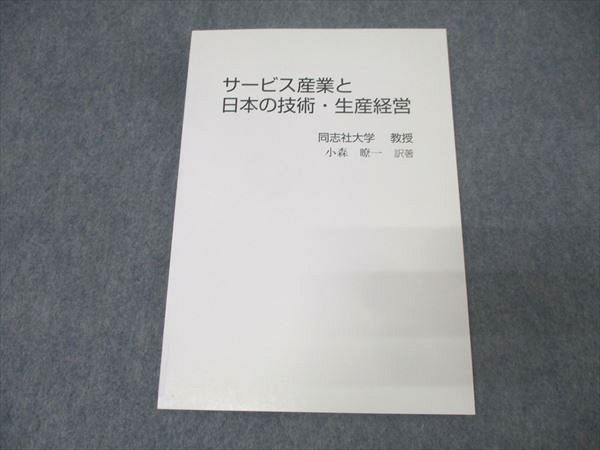 サービス産業と
日本の技術・生産経営
同志社大学 教授
小森 瞭一 訳著